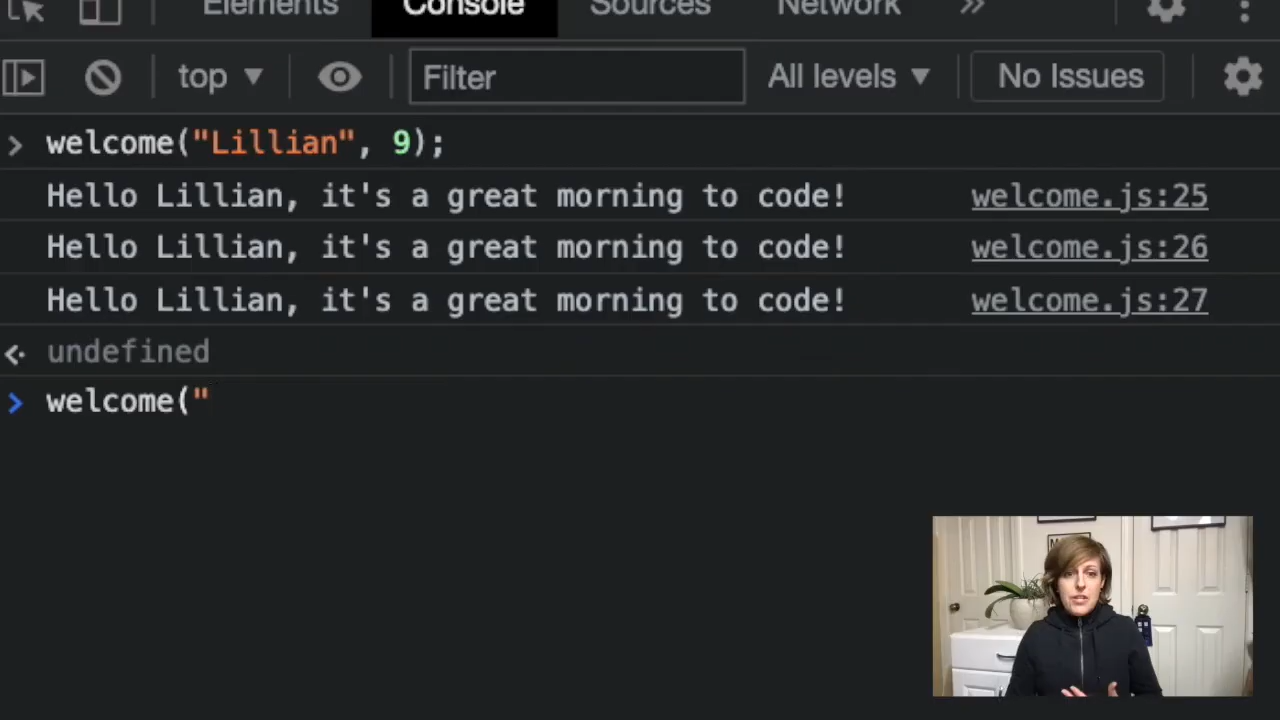 Elements Console Sources Network »
top ▼ Filter All levels ▼ No Issues
> welcome("Lillian", 9);
Hello Lillian, it's a great morning to code! welcome.js:25
Hello Lillian, it's a great morning to code! welcome.js:26
Hello Lillian, it's a great morning to code! welcome.js:27
undefined
> welcome("